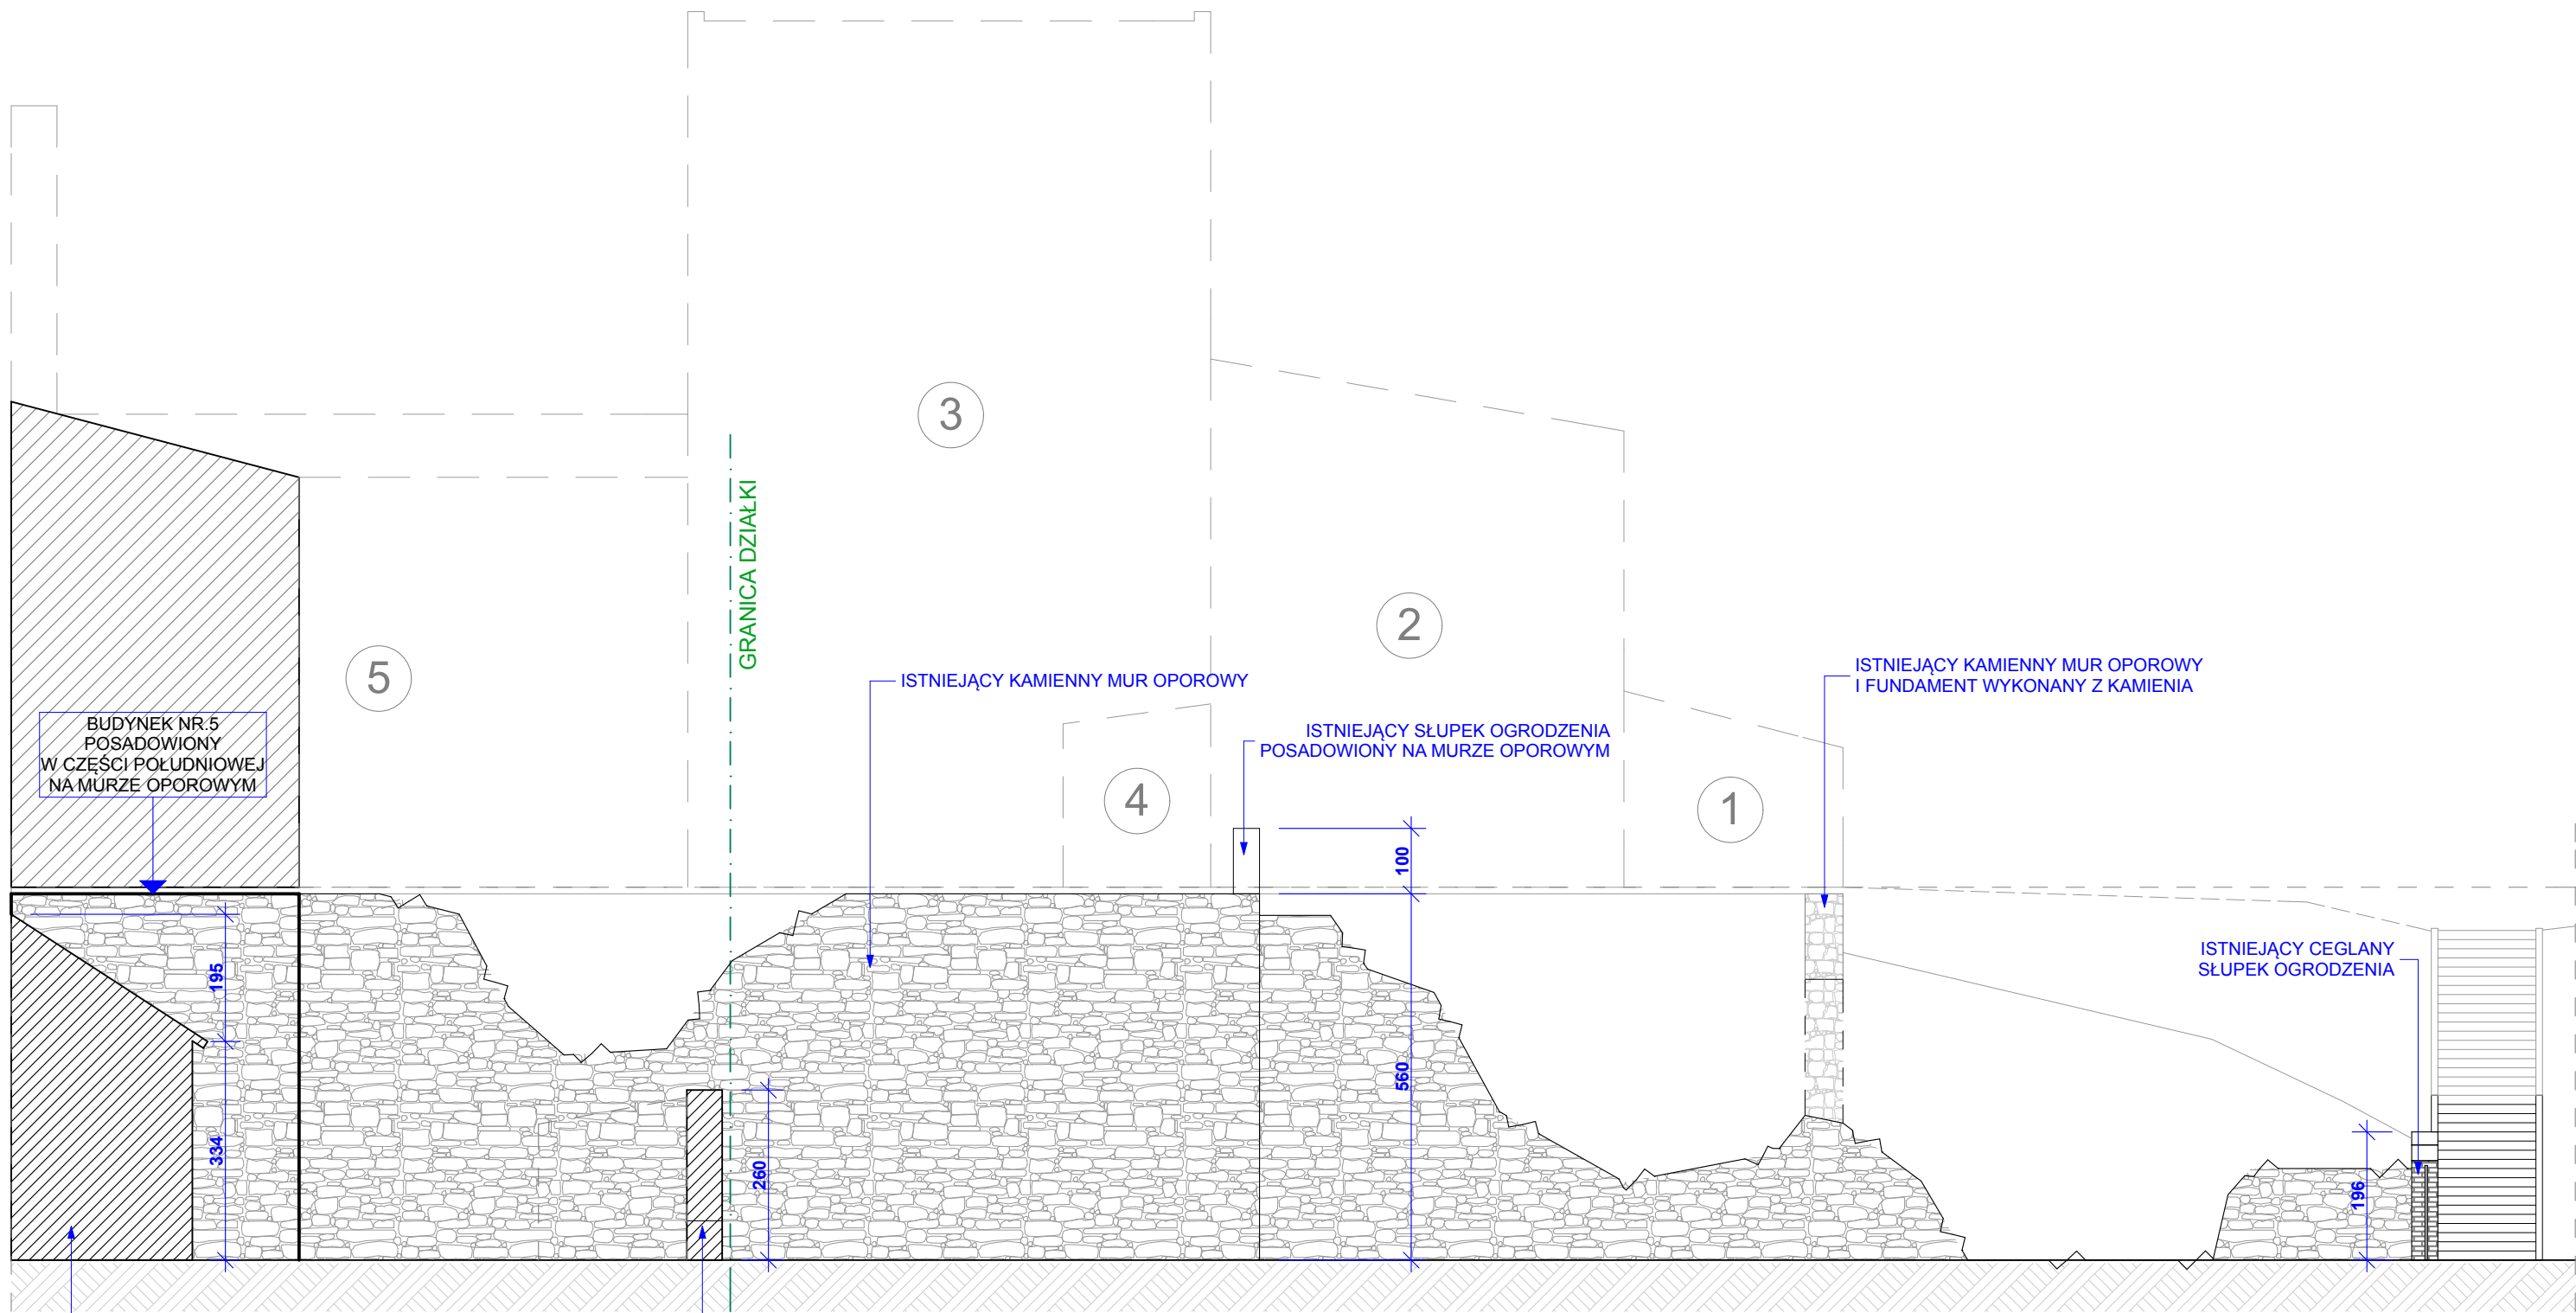 3
GRANICA DZIAŁKI
2
5
ISTNIEJĄCY KAMIENNY MUR OPOROWY
ISTNIEJĄCY KAMIENNY MUR OPOROWY
I FUNDAMENT WYKONANY Z KAMIENIA
BUDYNEK NR.5
POSADOWIONY
W CZĘŚCI POŁUDNIOWEJ
NA MURZE OPOROWYM
ISTNIEJĄCY SŁUPEK OGRODZENIA
POSADOWIONY NA MURZE OPOROWYM
4
1
100
ISTNIEJĄCY CEGLANY
SŁUPEK OGRODZENIA
195
560
334
260
196